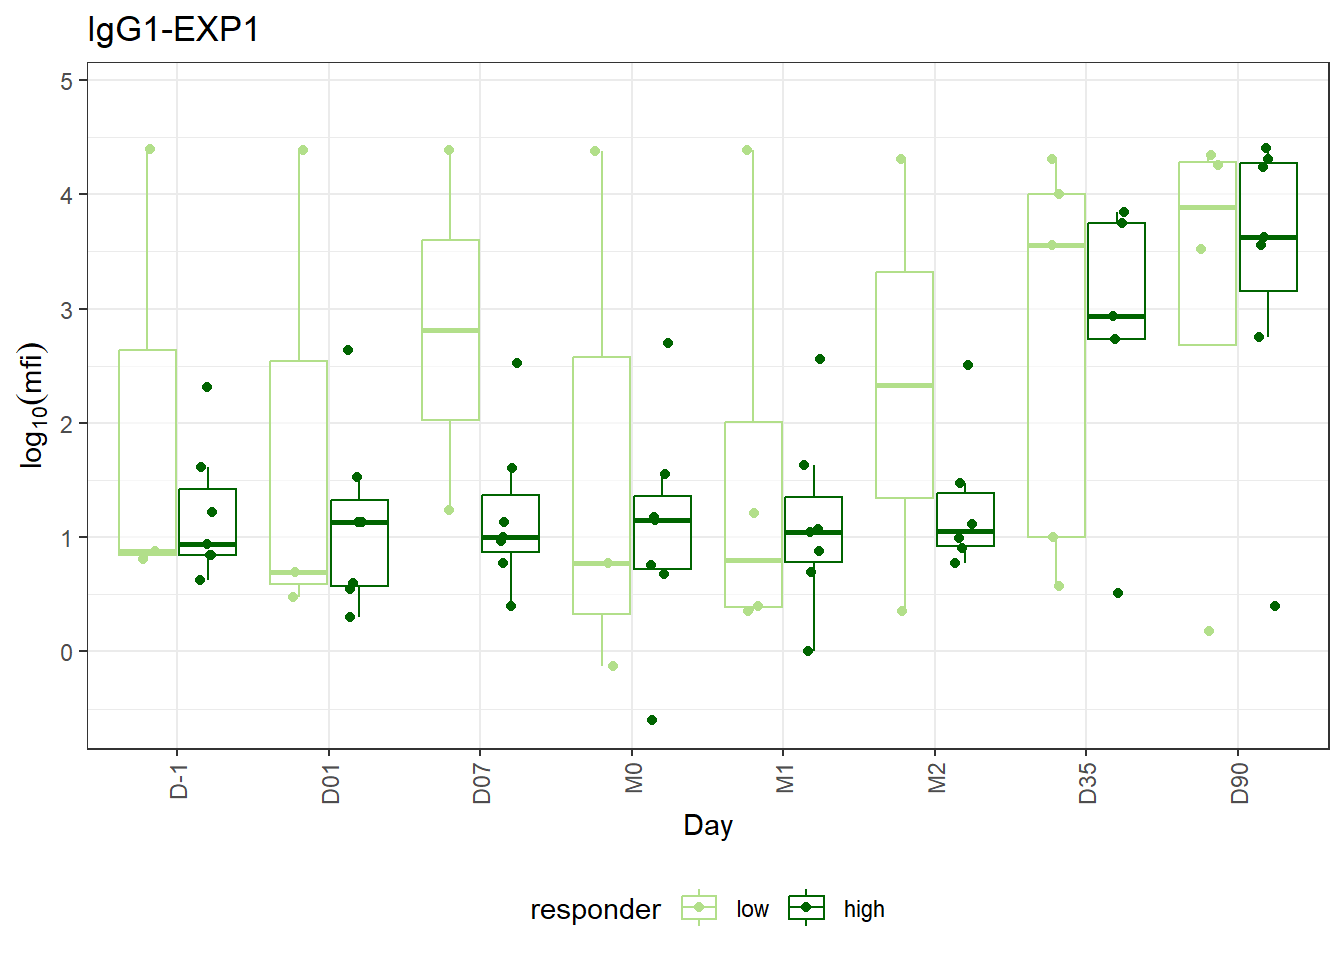 IgG1-EXP1
5
4
3
2
1
0
log10(mfi)
D-1 D01 D07 M0 M1 M2 D35 D90
Day
responder low high